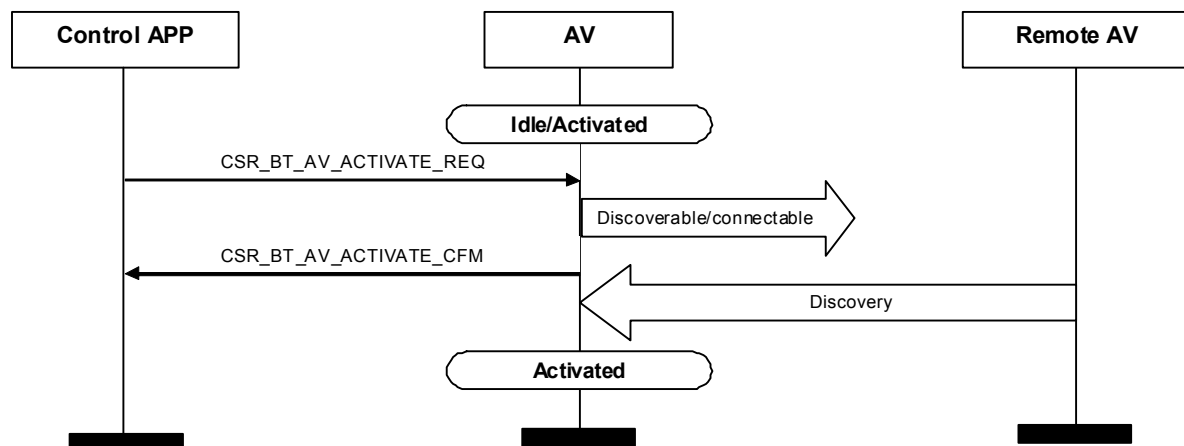 Control APP
AV
Remote AV
Idle/Activated
CSR_BT_AV_ACTIVATE_REQ
Discoverable/connectable
CSR_BT_AV_ACTIVATE_CFM
Discovery
Activated